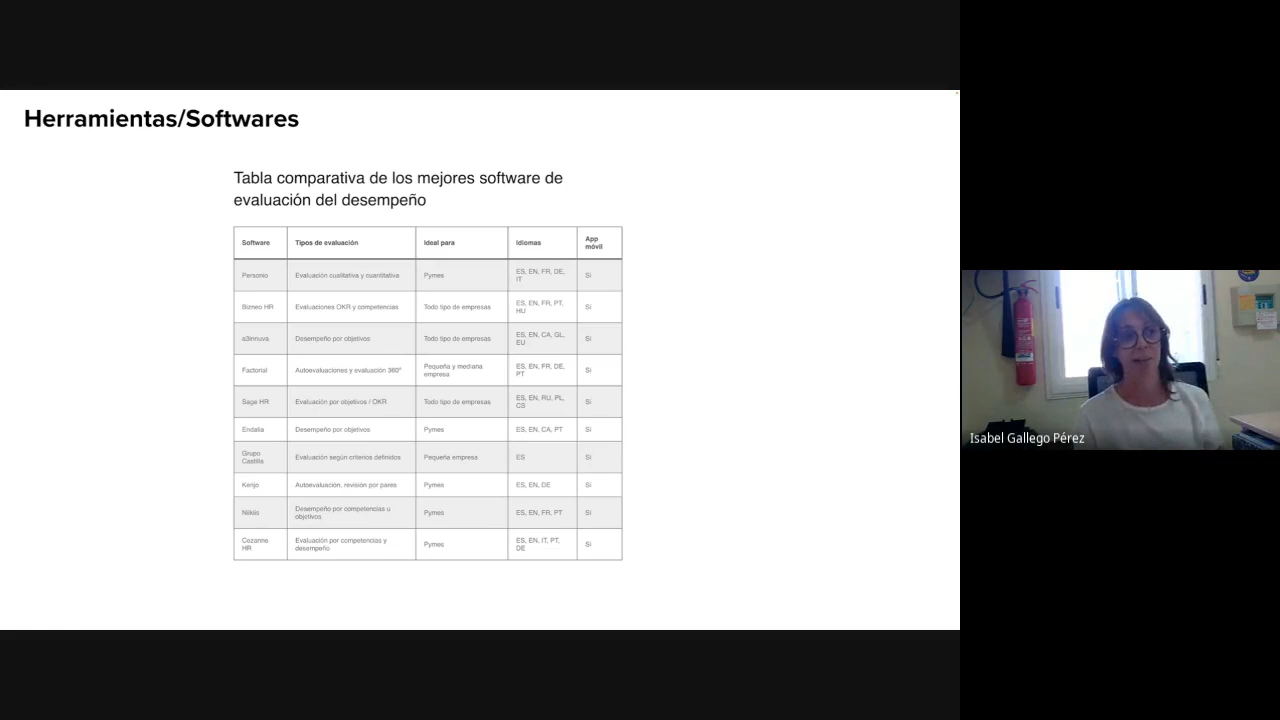 Herramientas/Softwares
Tabla comparativa de los mejores software de
evaluación del desempeño
Software Tipos de evaluación Ideal para Idiomas App
móvil
Personio Evaluación cualitativa y cuantitativa Pymes ES, EN, FR, DE,
IT Sí
Bizneo HR Evaluaciones OKR y competencias Todo tipo de empresas ES, EN, FR, PT,
HU Sí
a3innuva Desempeño por objetivos Todo tipo de empresas ES, EN, CA, GL,
EU Sí
Factorial Autoevaluaciones y evaluación 360º Pequeña y mediana
empresa ES, EN, FR, DE,
PT Sí
Sage HR Evaluación por objetivos / OKR Todo tipo de empresas ES, EN, RU, PL,
CS Sí
Endalia Desempeño por objetivos Pymes ES, EN, CA, PT Sí
Grupo
Castilla Evaluación según criterios definidos Pequeña empresa ES Sí
Kenjo Autoevaluación, revisión por pares Pymes ES, EN, DE Sí
Niikiis Desempeño por competencias u
objetivos Pymes ES, EN, FR, PT Sí
Cezanne
HR Evaluación por competencias y
desempeño Pymes ES, EN, IT, PT,
DE Sí
Isabel Gallego Pérez